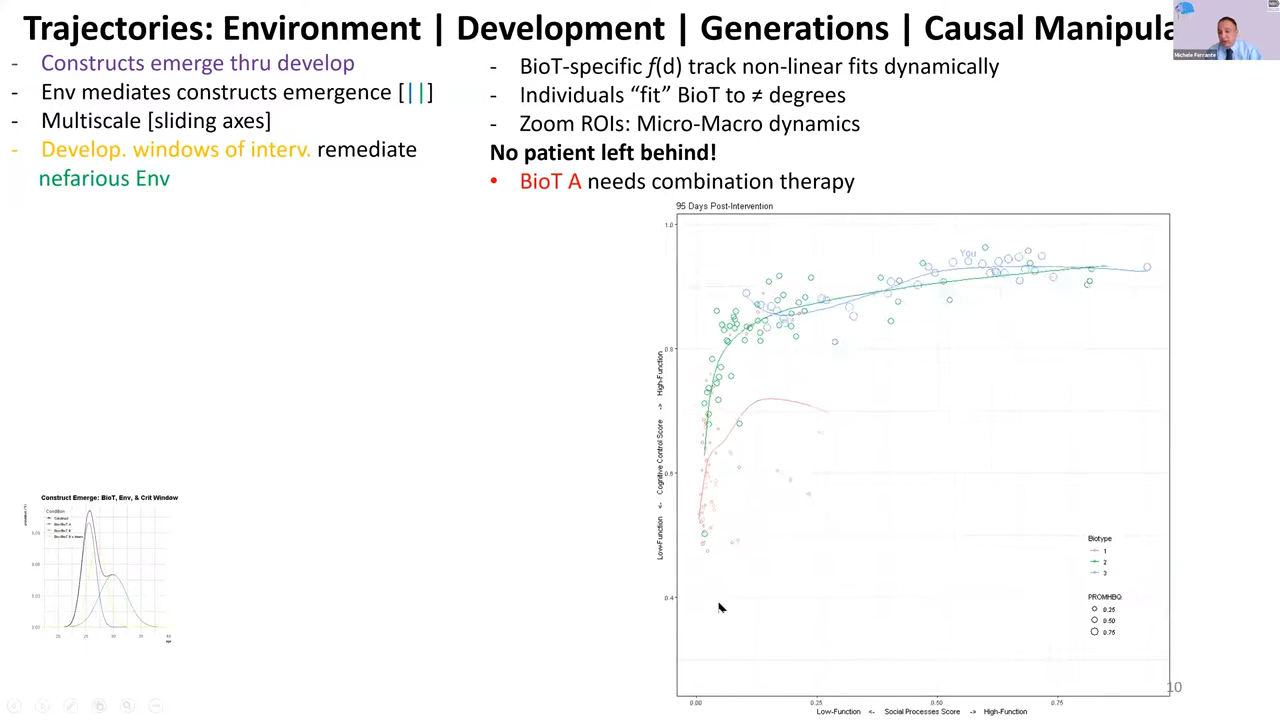 Trajectories: Environment | Development | Generations | Causal Manipula
- Constructs emerge thru develop
- Env mediates constructs emergence [||]
- Multiscale [sliding axes]
- Develop. windows of interv. remediate
nefarious Env
- BioT-specific f(d) track non-linear fits dynamically
- Individuals “fit” BioT to ≠ degrees
- Zoom ROIs: Micro-Macro dynamics
No patient left behind!
• BioT A needs combination therapy
Michele Ferrante
95 Days Post-Intervention
1.0
0.8
0.6
0.4
Low-Function <- Cognitive Control Score -> High-Function
You
Biotype
1
2
3
PROMHBQ
0.25
0.50
0.75
0.00 0.25 0.50 0.75
Low-Function <- Social Processes Score -> High-Function
10
Construct Emerge: BioT, Env, & Crit Window
Condition